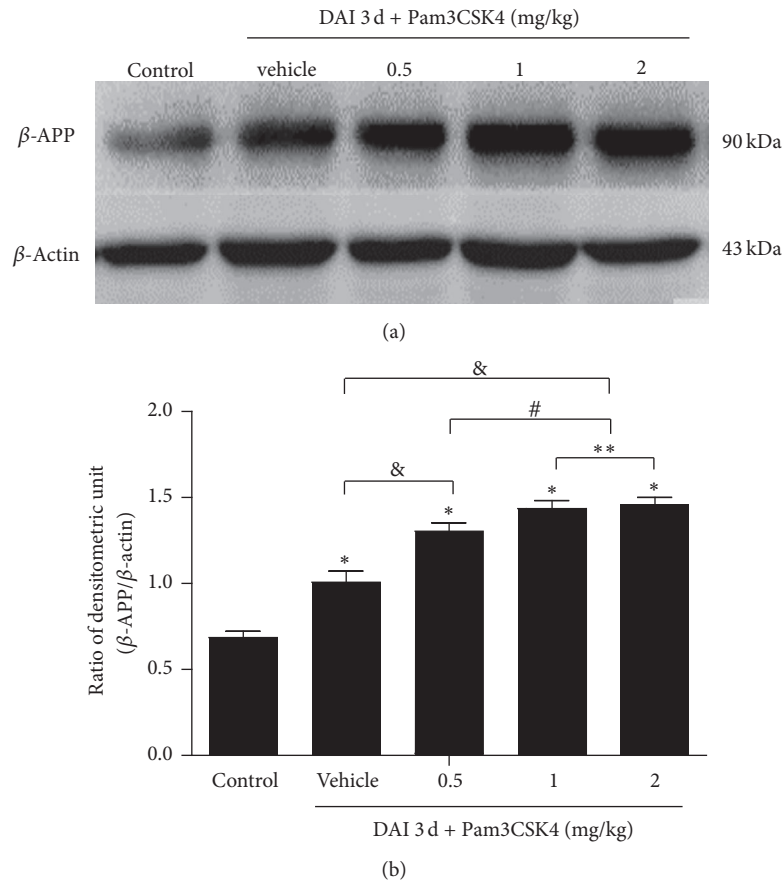 DAI 3 d + Pam3CSK4 (mg/kg)
Control vehicle 0.5 1 2
β-APP 90 kDa
β-Actin 43 kDa
(a)
&
#
**
&
* * * *
2.0
1.5
1.0
0.5
0.0
Ratio of densitometric unit
(β-APP/β-actin)
Control Vehicle 0.5 1 2
DAI 3 d + Pam3CSK4 (mg/kg)
(b)